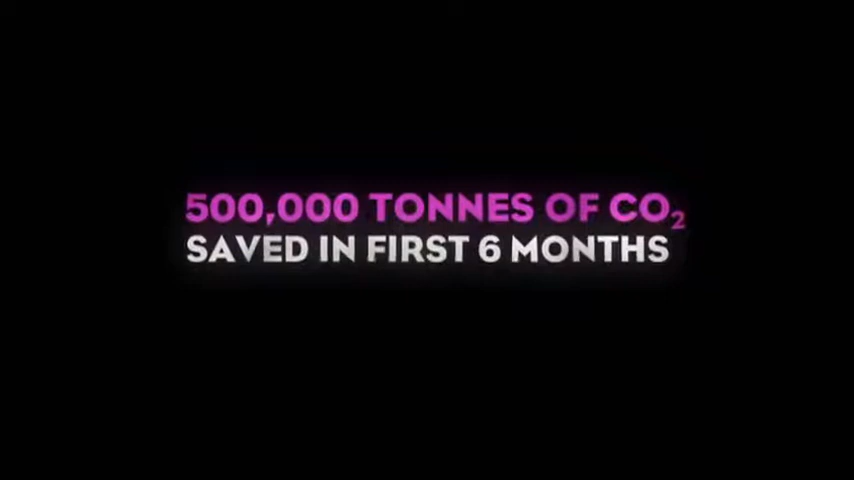 500,000 TONNES OF CO₂
SAVED IN FIRST 6 MONTHS